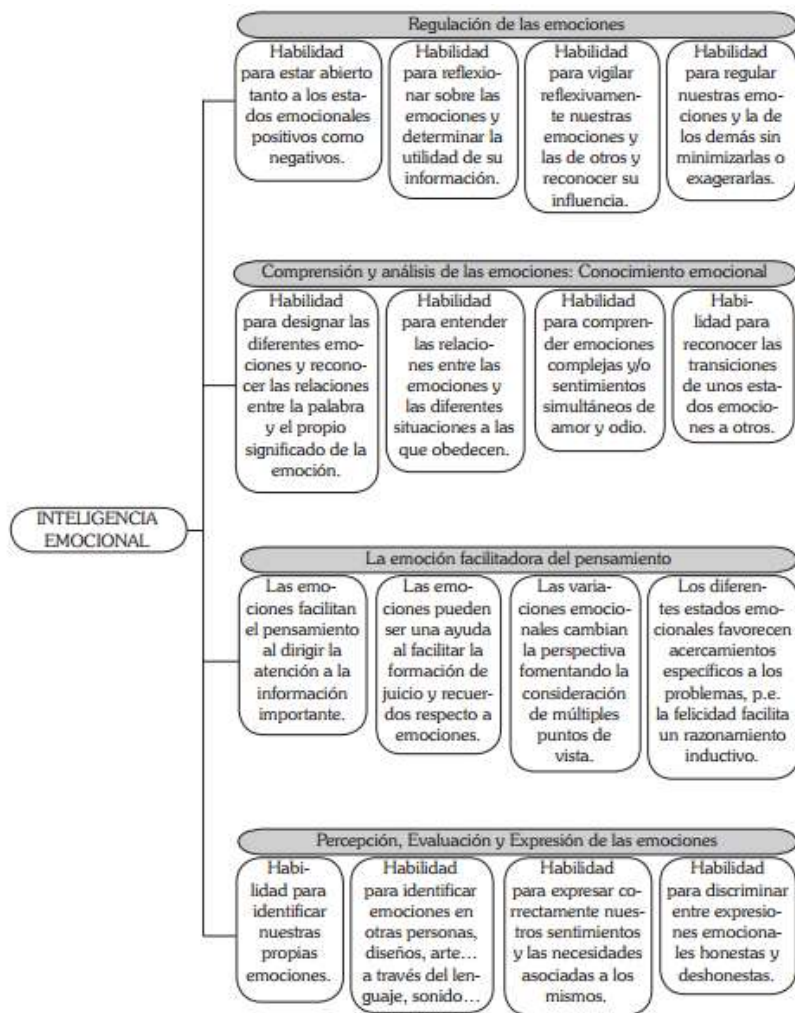 Regulación de las emociones
Habilidad
para estar abierto
tanto a los esta-
dos emocionales
positivos como
negativos.
Habilidad
para reflexio-
nar sobre las
emociones y
determinar la
utilidad de su
información.
Habilidad
para vigilar
reflexivamen-
te nuestras
emociones y
las de otros y
reconocer su
influencia.
Habilidad
para regular
nuestras emo-
ciones y la de
los demás sin
minimizarlas o
exagerarlas.
Comprensión y análisis de las emociones: Conocimiento emocional
Habilidad
para designar las
diferentes emo-
ciones y recono-
cer las relaciones
entre la palabra
y el propio
significado de la
emoción.
Habilidad
para entender
las relacio-
nes entre las
emociones y
las diferentes
situaciones a las
que obedecen.
Habilidad
para compren-
der emociones
complejas y/o
sentimientos
simultáneos de
amor y odio.
Habi-
lidad para
reconocer las
transiciones
de unos estados
emocio-
nes a otros.
INTELIGENCIA
EMOCIONAL
La emoción facilitadora del pensamiento
Las emo-
ciones facilitan
el pensamiento
al dirigir la
atención a la
información
importante.
Las emo-
ciones pueden
ser una ayuda
al facilitar la
formación de
juicio y recuer-
dos respecto a
emociones.
Las varia-
ciones emocio-
nales cambian
la perspectiva
fomentando la
consideración
de múltiples
puntos de
vista.
Los diferen-
tes estados emo-
cionales favorecen
acercamientos
específicos a los
problemas, p.e.
la felicidad facilita
un razonamiento
inductivo.
Percepción, Evaluación y Expresión de las emociones
Habi-
lidad para
identificar
nuestras
propias
emociones.
Habilidad
para identificar
emociones en
otras personas,
diseños, arte...
a través del len-
guaje, sonido...
Habilidad
para expresar co-
rrectamente nues-
tros sentimientos
y las necesidades
asociadas a los
mismos.
Habilidad
para discriminar
entre expresio-
nes emociona-
les honestas y
deshonestas.